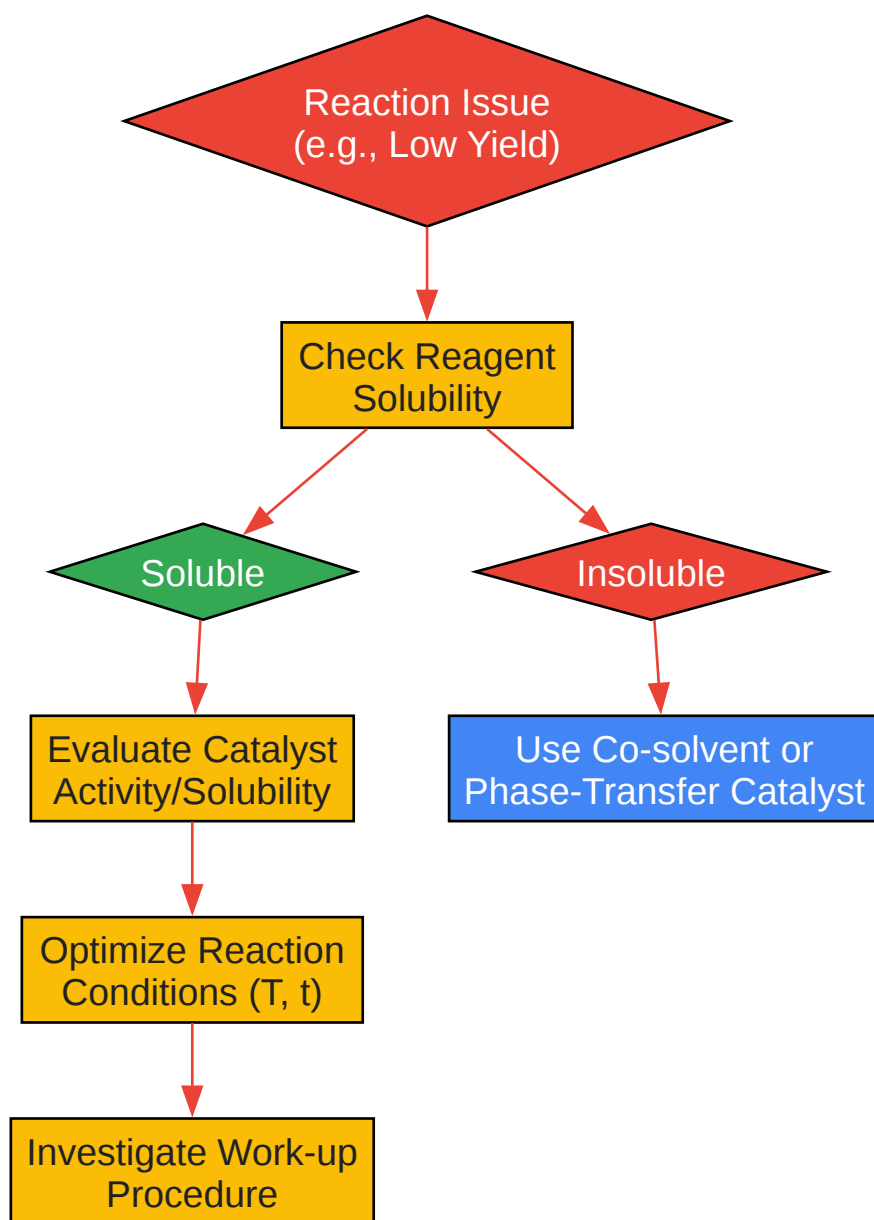 Reaction Issue
(e.g., Low Yield)
Check Reagent
Solubility
Soluble
Insoluble
Evaluate Catalyst
Activity/Solubility
Use Co-solvent or
Phase-Transfer Catalyst
Optimize Reaction
Conditions (T, t)
Investigate Work-up
Procedure